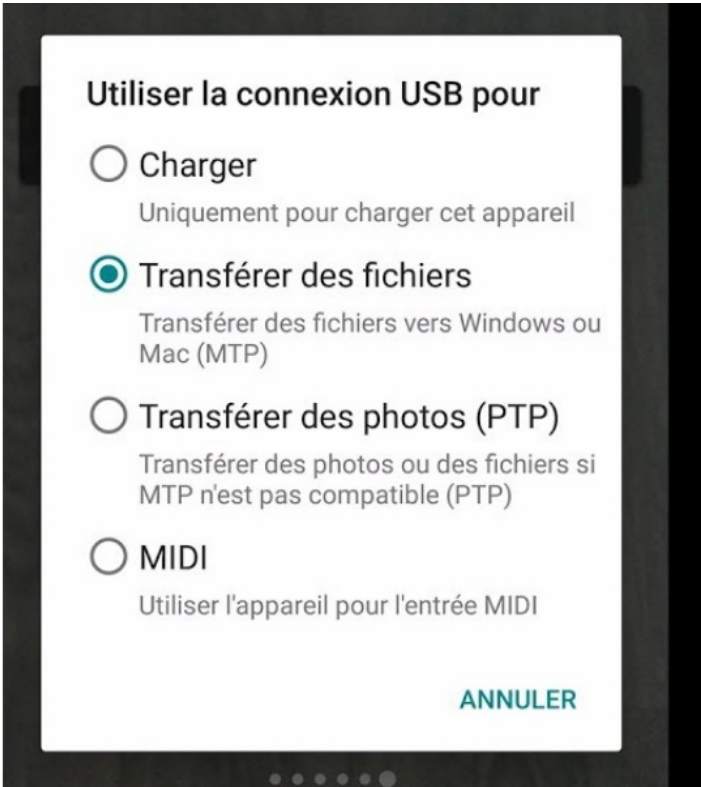 Utiliser la connexion USB pour
Charger
Uniquement pour charger cet appareil
Transférer des fichiers
Transférer des fichiers vers Windows ou
Mac (MTP)
Transférer des photos (PTP)
Transférer des photos ou des fichiers si
MTP n'est pas compatible (PTP)
MIDI
Utiliser l'appareil pour l'entrée MIDI
ANNULER